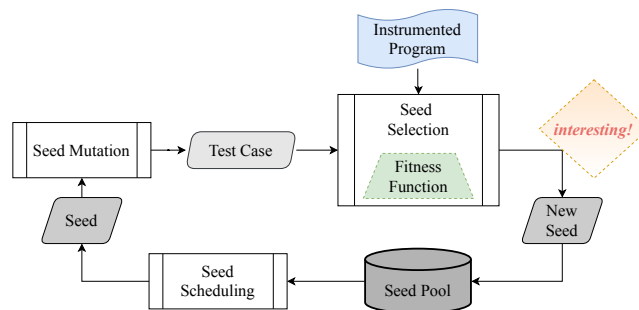 Instrumented
Program
Seed
Selection
interesting!
Seed Mutation
Test Case
Fitness
Function
Seed
New
Seed
Seed
Scheduling
Seed Pool